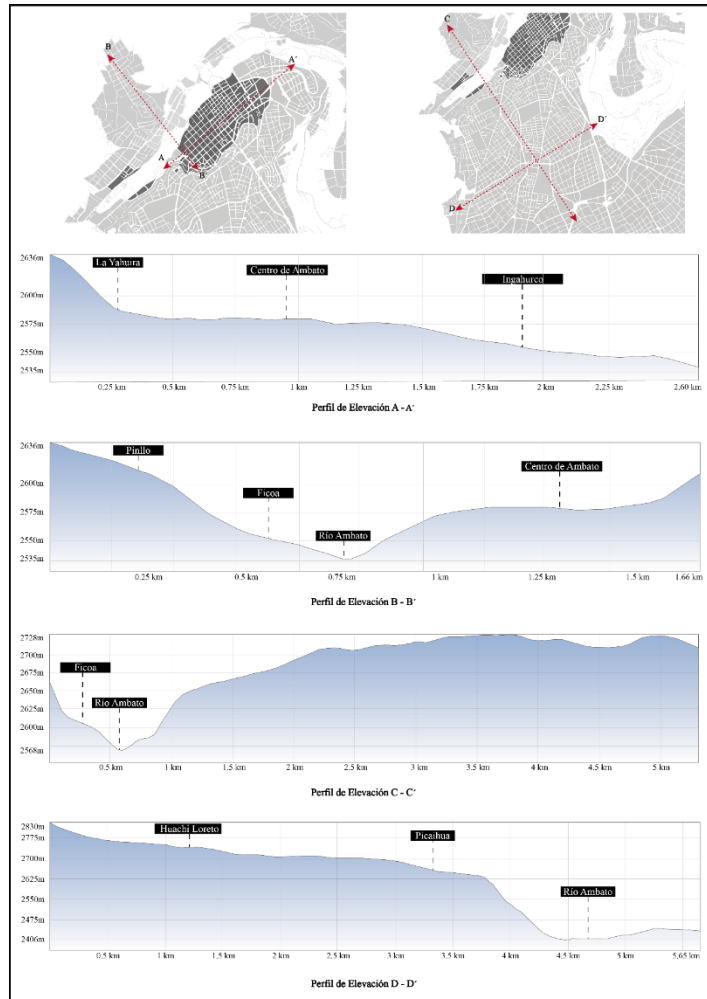 B
A´
A
B´
C
D´
D
2636m
2600m
2575m
2550m
2535m
La Yahuira
Centro de Ambato
Ingahurco
0.25 km 0.5 km 0.75 km 1 km 1.25 km 1.5 km 1.75 km 2 km 2.25 km 2,60 km
Perfil de Elevación A - A´
2636m
2600m
2575m
2550m
2535m
Pinllo
Ficoa
Río Ambato
Centro de Ambato
0.25 km 0.5 km 0.75 km 1 km 1.25 km 1.5 km 1.66 km
Perfil de Elevación B - B´
2728m
2700m
2675m
2650m
2625m
2600m
2568m
Ficoa
Río Ambato
0.5 km 1 km 1,5 km 2 km 2.5 km 3 km 3.5 km 4 km 4.5 km 5 km
Perfil de Elevación C - C´
2830m
2775m
2700m
2625m
2550m
2475m
2406m
Huachi Loreto
Picaihua
Río Ambato
0,5 km 1 km 1.5 km 2 km 2,5 km 3 km 3,5 km 4 km 4,5 km 5 km 5,65 km
Perfil de Elevación D - D´